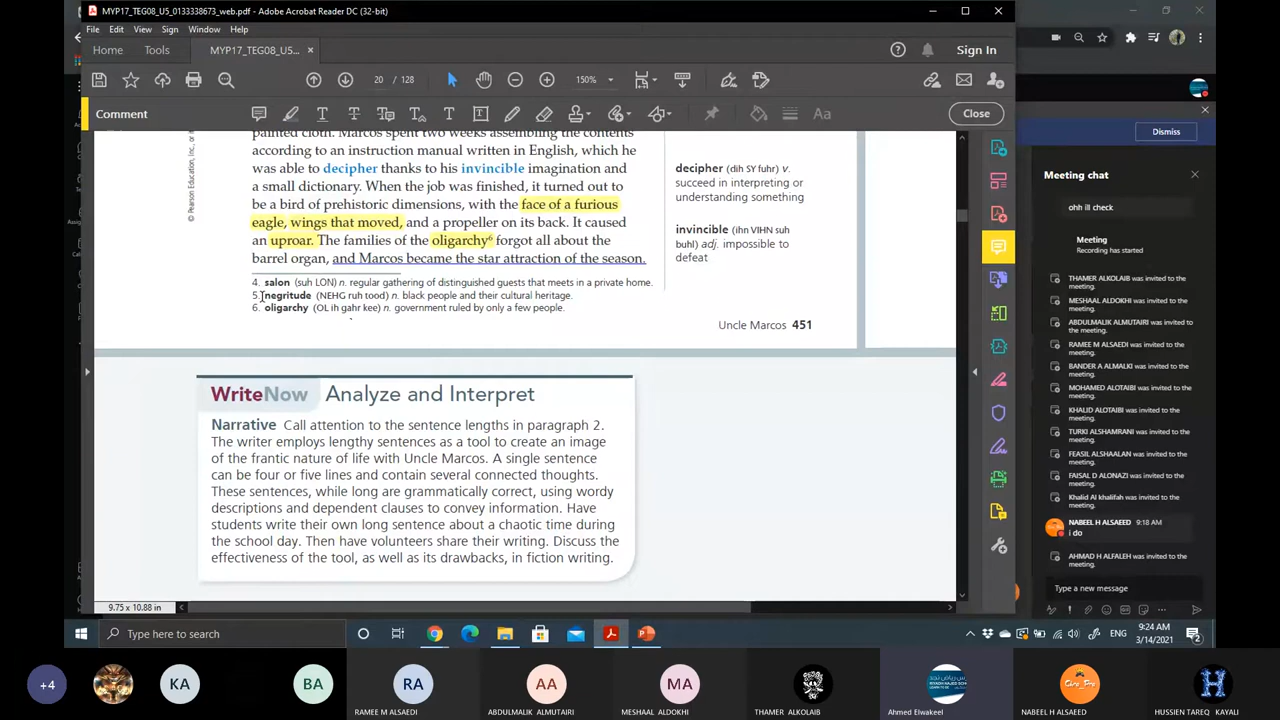 MYP17_TEG08_U5_0133338673_web.pdf - Adobe Acrobat Reader DC (32-bit)
File Edit View Sign Window Help
Home Tools MYP17_TEG08_U5... × Sign In
20 / 128 150%
Comment Close
painted cloth. Marcos spent two weeks assembling the contents
according to an instruction manual written in English, which he
was able to decipher thanks to his invincible imagination and
a small dictionary. When the job was finished, it turned out to
be a bird of prehistoric dimensions, with the face of a furious
eagle, wings that moved, and a propeller on its back. It caused
an uproar. The families of the oligarchy6 forgot all about the
barrel organ, and Marcos became the star attraction of the season.
4. salon (suh LON) n. regular gathering of distinguished guests that meets in a private home.
5. negritude (NEHG ruh tood) n. black people and their cultural heritage.
6. oligarchy (OL ih gahr kee) n. government ruled by only a few people.
© Pearson Education, Inc., or
decipher (dih SY fuhr) v.
succeed in interpreting or
understanding something
invincible (ihn VIHN suh
buhl) adj. impossible to
defeat
Uncle Marcos 451
WriteNow Analyze and Interpret
Narrative Call attention to the sentence lengths in paragraph 2.
The writer employs lengthy sentences as a tool to create an image
of the frantic nature of life with Uncle Marcos. A single sentence
can be four or five lines and contain several connected thoughts.
These sentences, while long are grammatically correct, using wordy
descriptions and dependent clauses to convey information. Have
students write their own long sentence about a chaotic time during
the school day. Then have volunteers share their writing. Discuss the
effectiveness of the tool, as well as its drawbacks, in fiction writing.
9.75 x 10.88 in
Dismiss
Meeting chat
ohh ill check
Meeting
Recording has started
THAMER ALKOLAIB was invited to the
meeting.
MESHAAL ALDOKHI was invited to the
meeting.
ABDULMALIK ALMUTAIRI was invited to
the meeting.
RAMEE M ALSAEDI was invited to the
meeting.
BANDER A ALMALKI was invited to the
meeting.
MOHAMED ALOTAIBI was invited to the
meeting.
KHALID ALOTAIBI was invited to the
meeting.
TURKI ALSHAMRANI was invited to the
meeting.
FEASIL ALSHAALAN was invited to the
meeting.
FAISAL D ALONAZI was invited to the
meeting.
Khalid Al khalifah was invited to the
meeting.
NABEEL H ALSAEED 9:18 AM
i do
AHMAD H ALFALEH was invited to the
meeting.
Type a new message
Type here to search
ENG
9:24 AM
3/14/2021
2
+4 KA BA RA AA MA
RAMEE M ALSAEDI ABDULMALIK ALMUTAIRI MESHAAL ALDOKHI THAMER ALKOLAIB Ahmed Elwakeel NABEEL H ALSAEED HUSSIEN TAREQ KAYALI